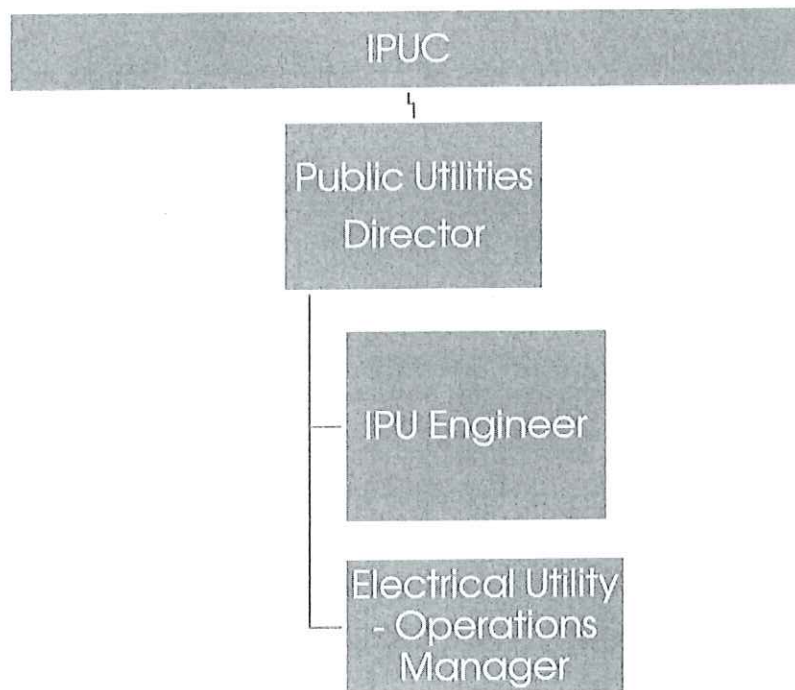 IPUC
Public Utilities
Director
IPU Engineer
Electrical Utility
- Operations
Manager